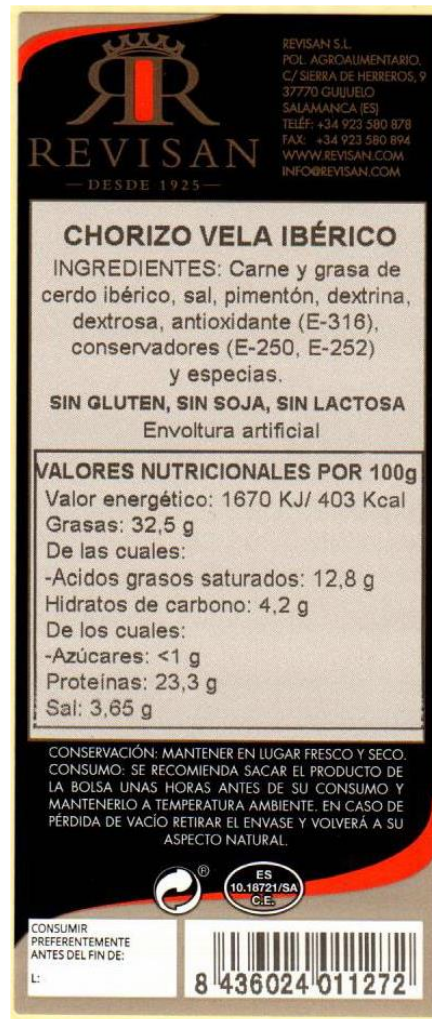 REVISAN
— DESDE 1925 —
REVISAN S.L.
POL. AGROALIMENTARIO.
C/ SIERRA DE HERREROS, 9
37770 GUIJUELO
SALAMANCA (ES)
TELÉF: +34 923 580 878
FAX: +34 923 580 894
WWW.REVISAN.COM
INFO@REVISAN.COM
CHORIZO VELA IBÉRICO
INGREDIENTES: Carne y grasa de
cerdo ibérico, sal, pimentón, dextrina,
dextrosa, antioxidante (E-316),
conservadores (E-250, E-252)
y especias.
SIN GLUTEN, SIN SOJA, SIN LACTOSA
Envoltura artificial
VALORES NUTRICIONALES POR 100g
Valor energético: 1670 KJ/ 403 Kcal
Grasas: 32,5 g
De las cuales:
-Acidos grasos saturados: 12,8 g
Hidratos de carbono: 4,2 g
De los cuales:
-Azúcares: <1 g
Proteínas: 23,3 g
Sal: 3,65 g
CONSERVACIÓN: MANTENER EN LUGAR FRESCO Y SECO.
CONSUMO: SE RECOMIENDA SACAR EL PRODUCTO DE
LA BOLSA UNAS HORAS ANTES DE SU CONSUMO Y
MANTENERLO A TEMPERATURA AMBIENTE. EN CASO DE
PÉRDIDA DE VACÍO RETIRAR EL ENVASE Y VOLVERÁ A SU
ASPECTO NATURAL.
®
ES
10.18721/SA
C.E.
CONSUMIR
PREFERENTEMENTE
ANTES DEL FIN DE:
L:
8 436024 011272